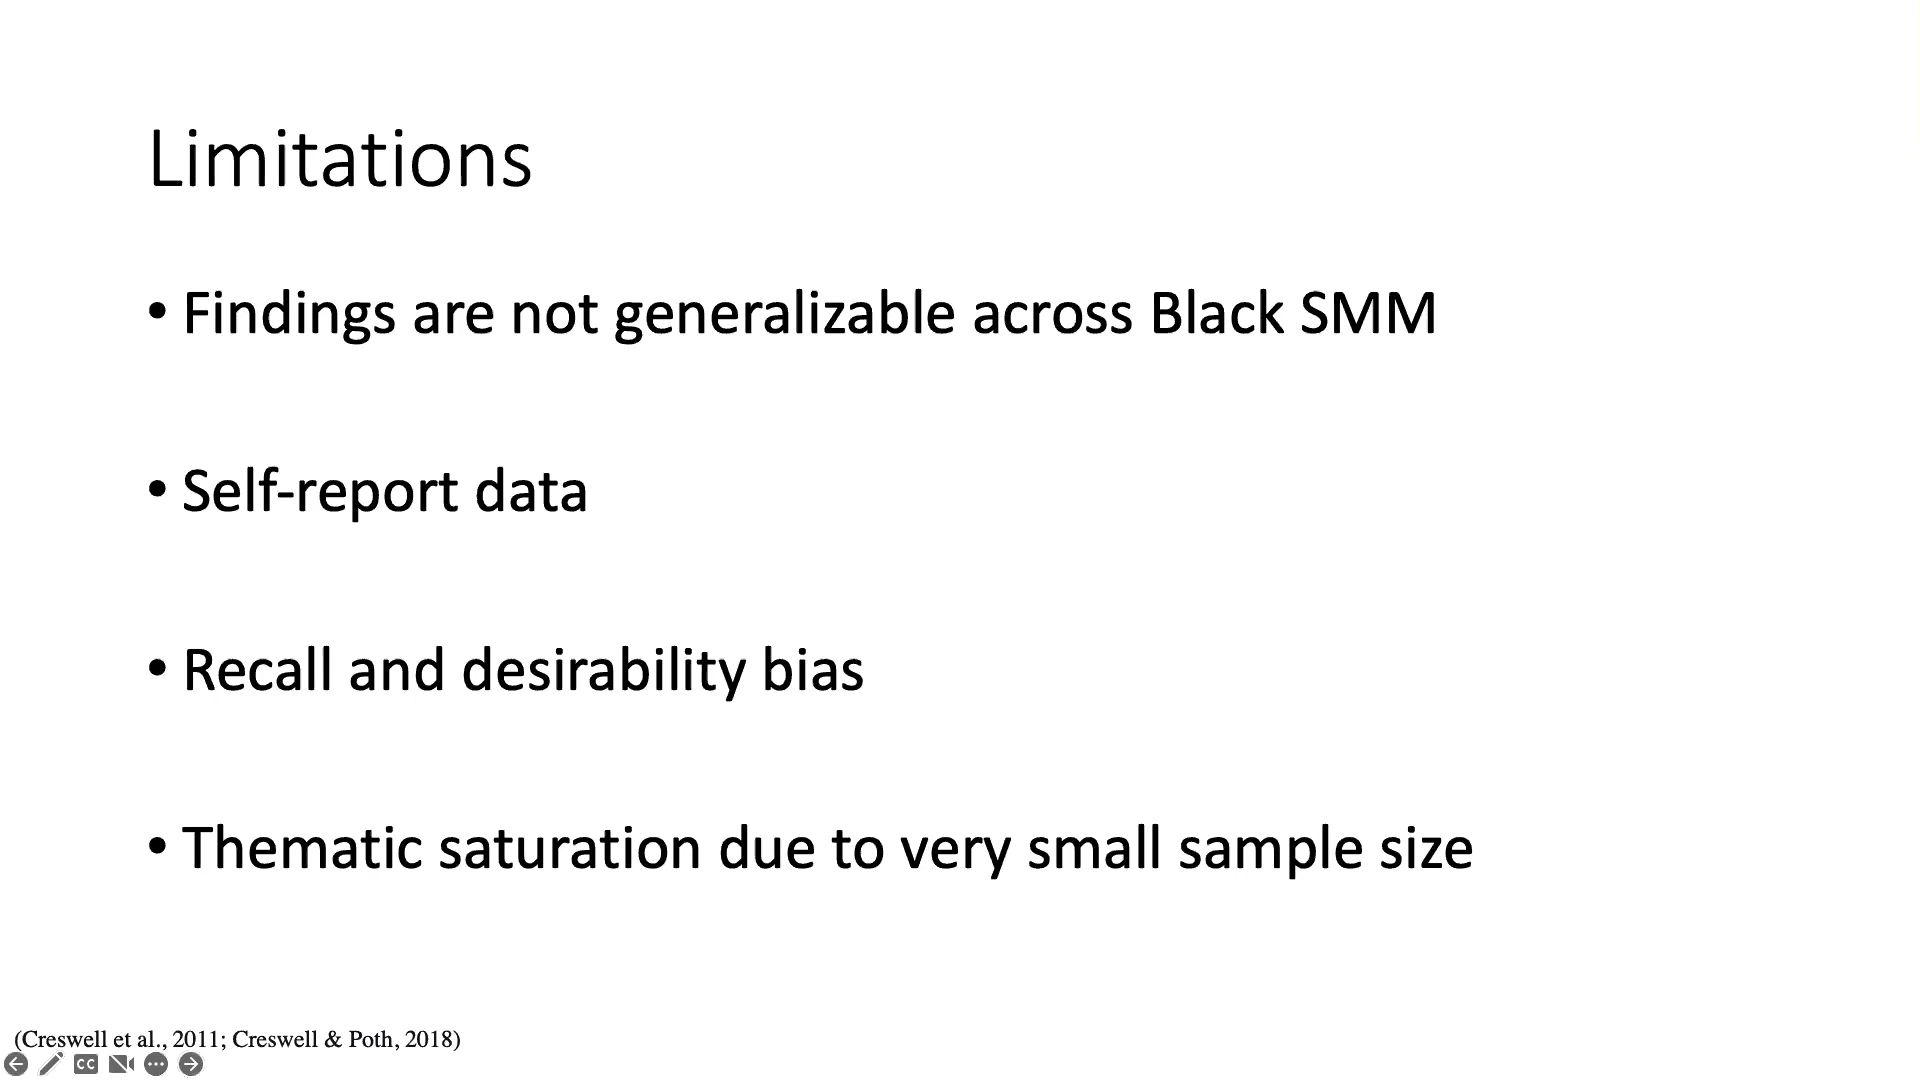 Limitations
• Findings are not generalizable across Black SMM
• Self-report data
• Recall and desirability bias
• Thematic saturation due to very small sample size
(Creswell et al., 2011; Creswell & Poth, 2018)
CC